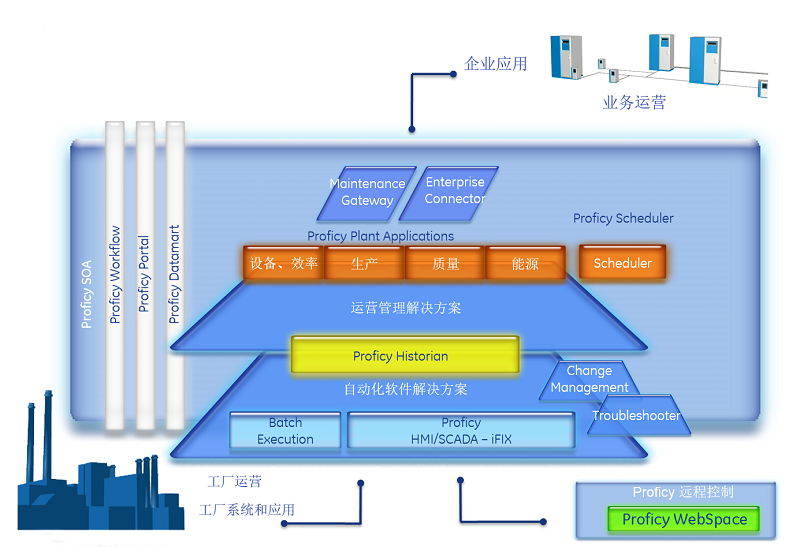 企业应用
业务运营
Maintenance
Gateway
Enterprise
Connector
Proficy Scheduler
Proficy Plant Applications
设备、效率
生产
质量
能源
Scheduler
Proficy SOA
Proficy Workflow
Proficy Portal
Proficy Datamart
运营管理解决方案
Proficy Historian
自动化软件解决方案
Change
Management
Troubleshooter
Batch
Execution
Proficy
HMI/SCADA – iFIX
工厂运营
工厂系统和应用
Proficy 远程控制
Proficy WebSpace